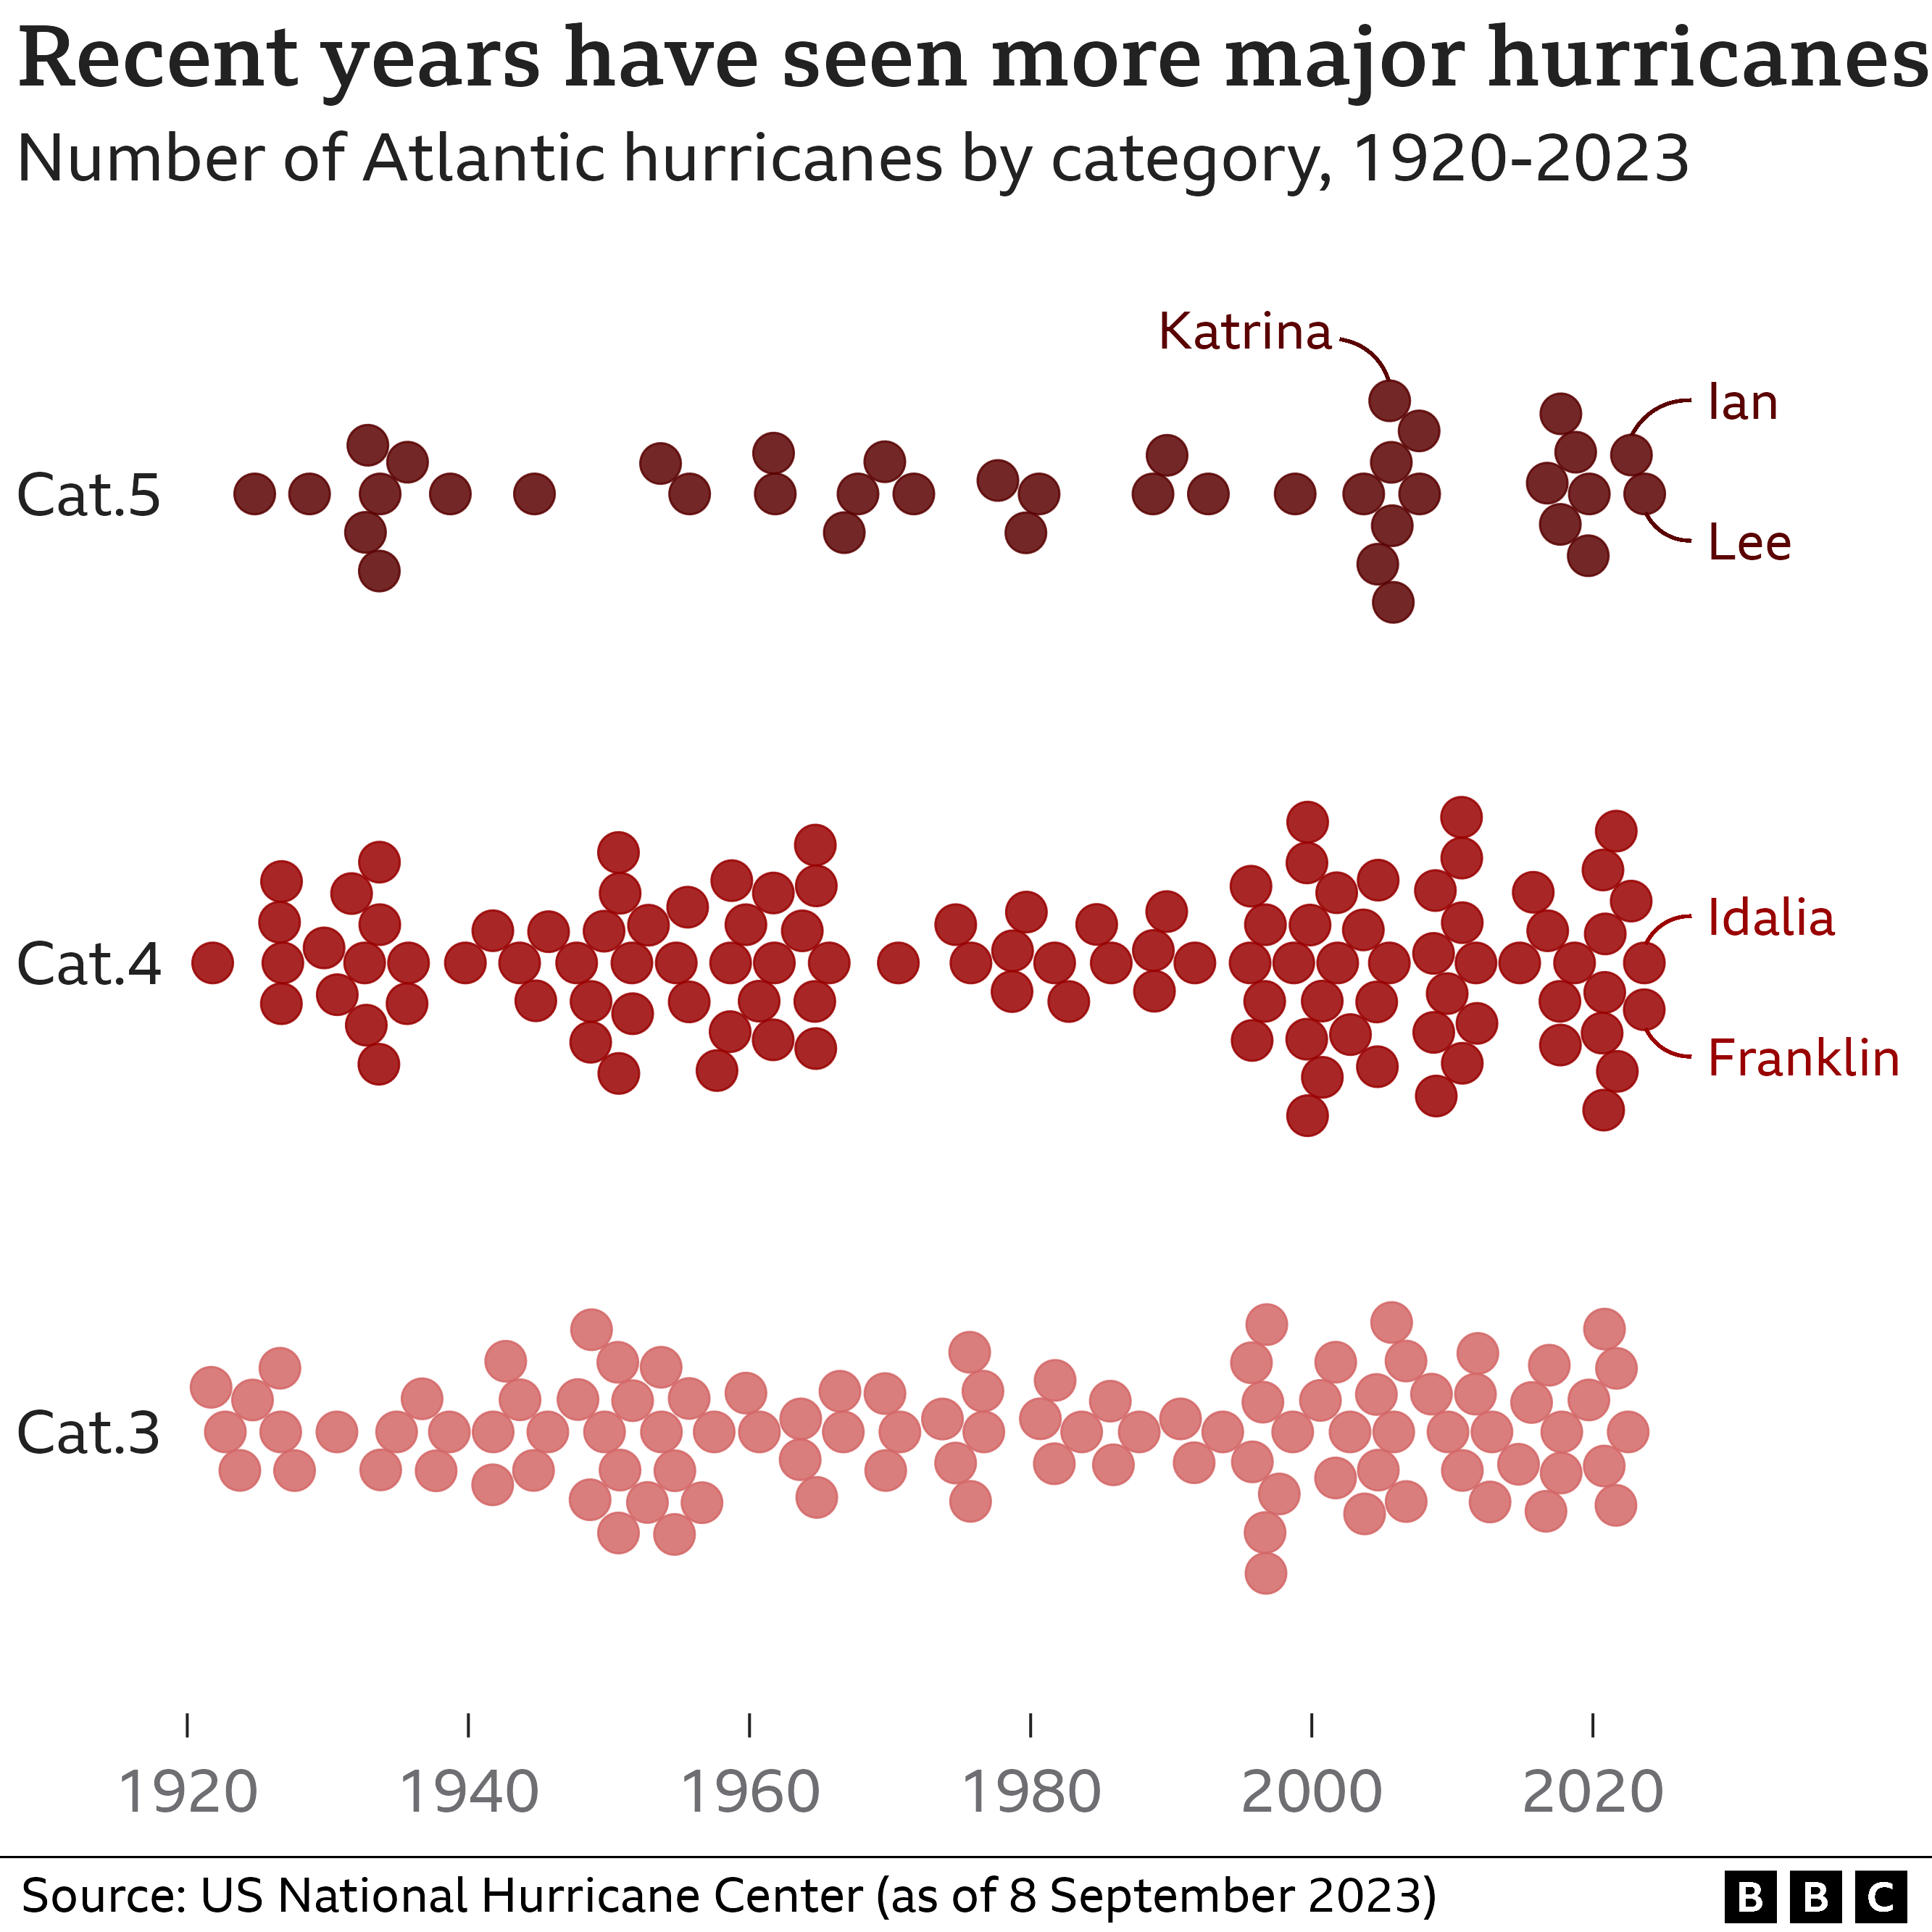 Recent years have seen more major hurricanes
Number of Atlantic hurricanes by category, 1920-2023
Katrina
Ian
Cat.5
Lee
Idalia
Cat.4
Franklin
Cat.3
1920 1940 1960 1980 2000 2020
Source: US National Hurricane Center (as of 8 September 2023)
BBC